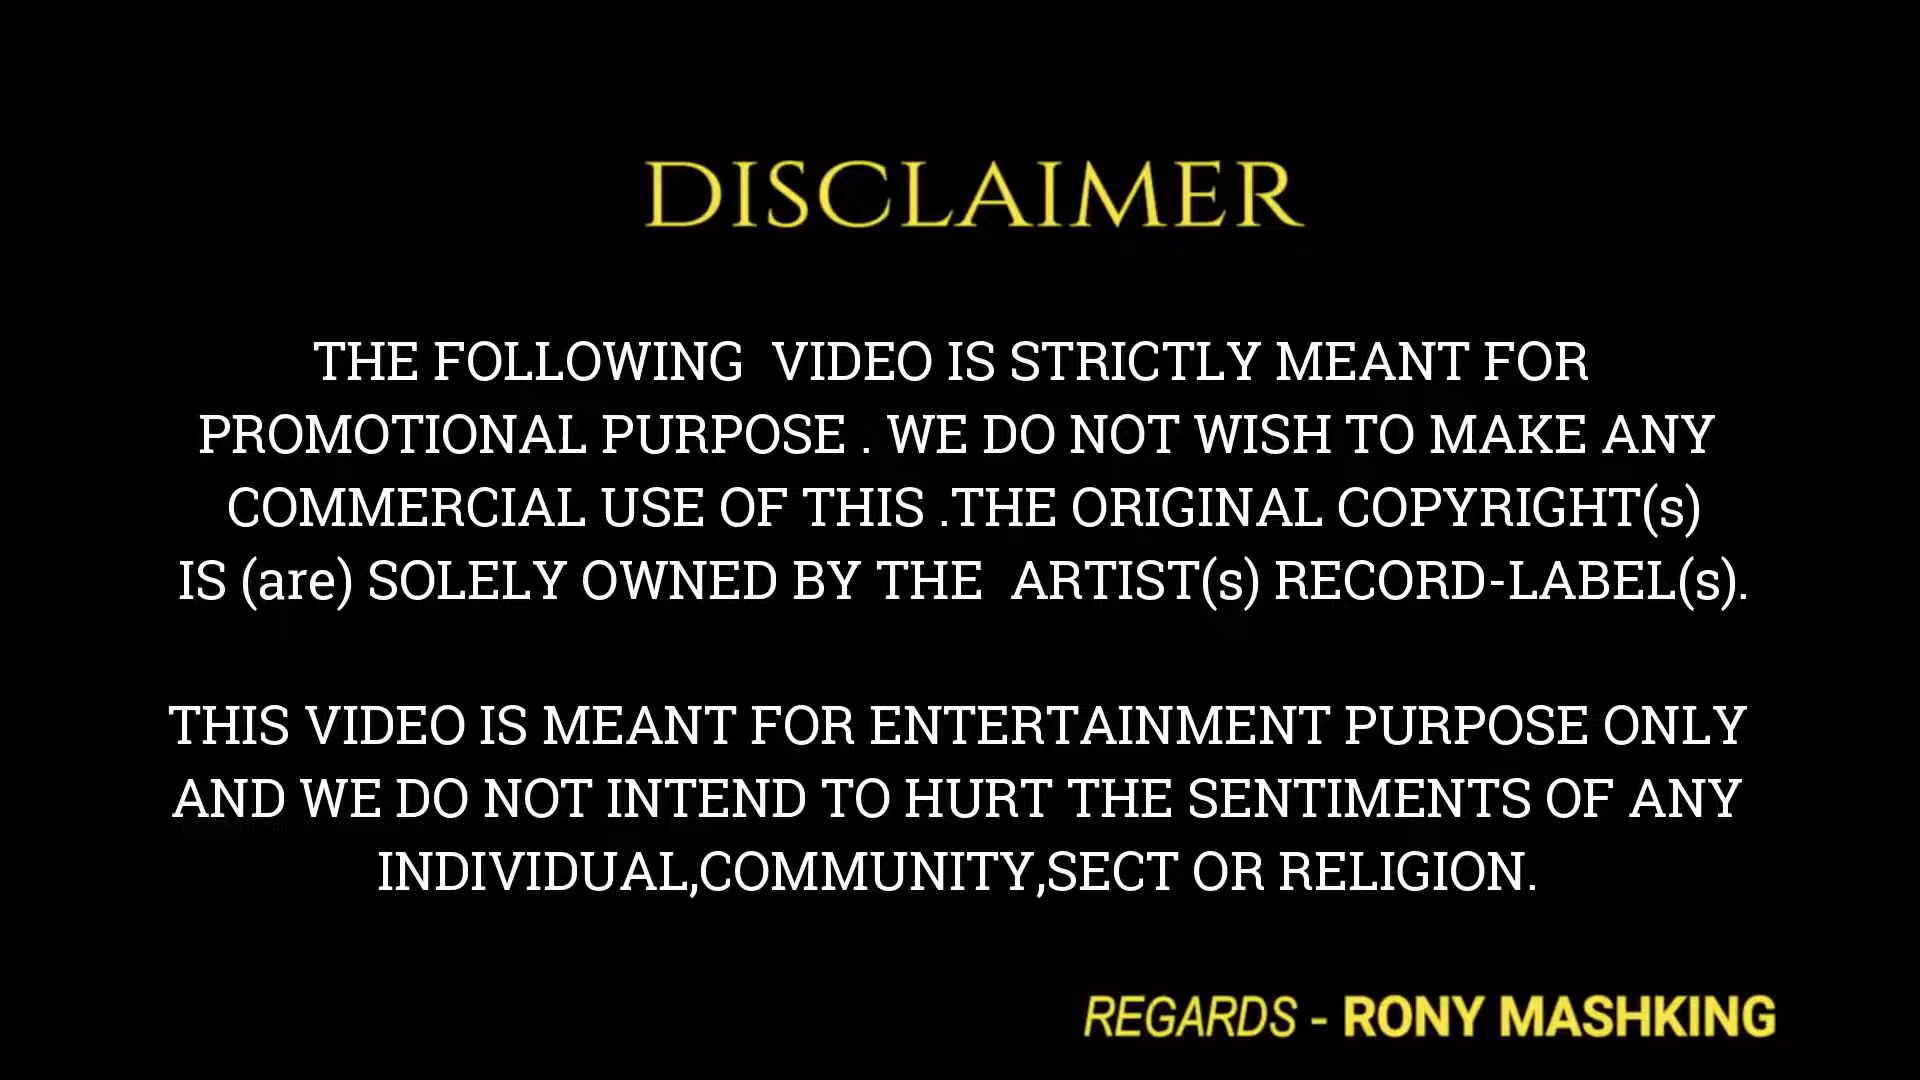 DISCLAIMER
THE FOLLOWING  VIDEO IS STRICTLY MEANT FOR
PROMOTIONAL PURPOSE . WE DO NOT WISH TO MAKE ANY
COMMERCIAL USE OF THIS .THE ORIGINAL COPYRIGHT(s)
IS (are) SOLELY OWNED BY THE  ARTIST(s) RECORD-LABEL(s).
THIS VIDEO IS MEANT FOR ENTERTAINMENT PURPOSE ONLY
AND WE DO NOT INTEND TO HURT THE SENTIMENTS OF ANY
INDIVIDUAL,COMMUNITY,SECT OR RELIGION.
REGARDS - RONY MASHKING